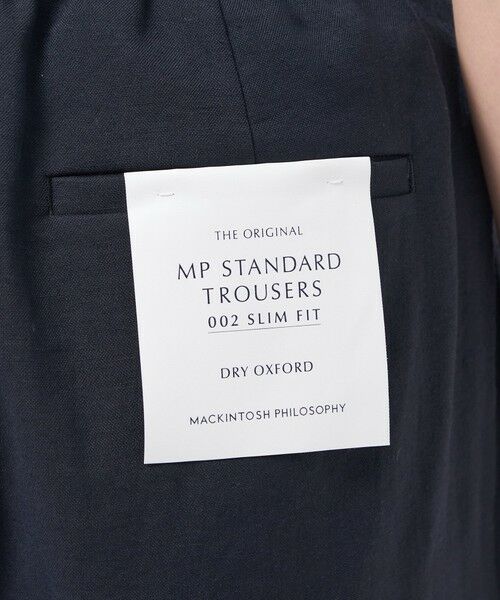 THE ORIGINAL
MP STANDARD
TROUSERS
002 SLIM FIT
DRY OXFORD
MACKINTOSH PHILOSOPHY